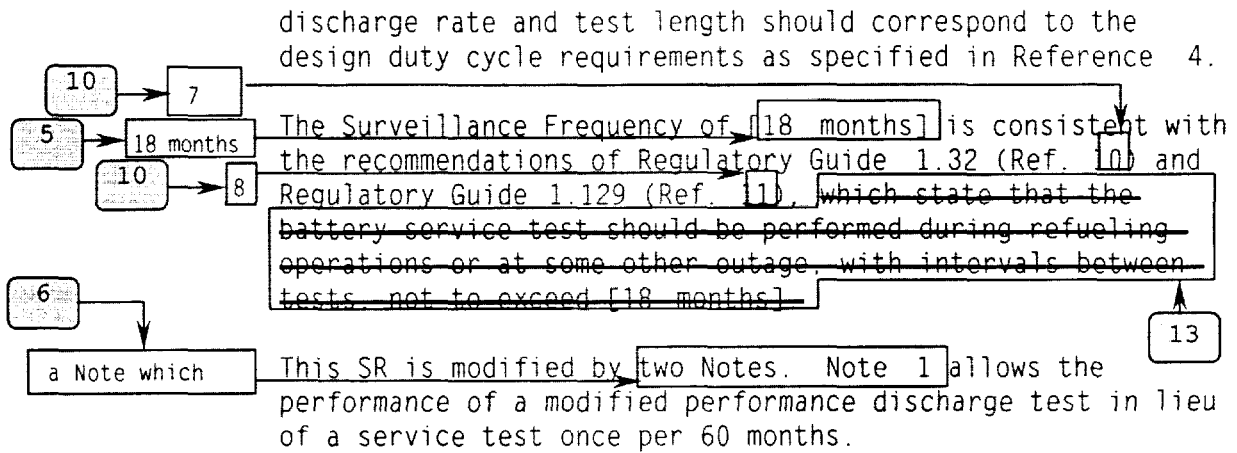 discharge rate and test length should correspond to the
design duty cycle requirements as specified in Reference 4.
10
7
5
18 months
The Surveillance Frequency of [18 months] is consistent with
the recommendations of Regulatory Guide 1.32 (Ref. 10) and
10
8
Regulatory Guide 1.129 (Ref. 11), which state that the
battery service test should be performed during refueling
operations or at some other outage, with intervals between
tests not to exceed [18 months]
6
13
a Note which
This SR is modified by two Notes. Note 1 allows the
performance of a modified performance discharge test in lieu
of a service test once per 60 months.